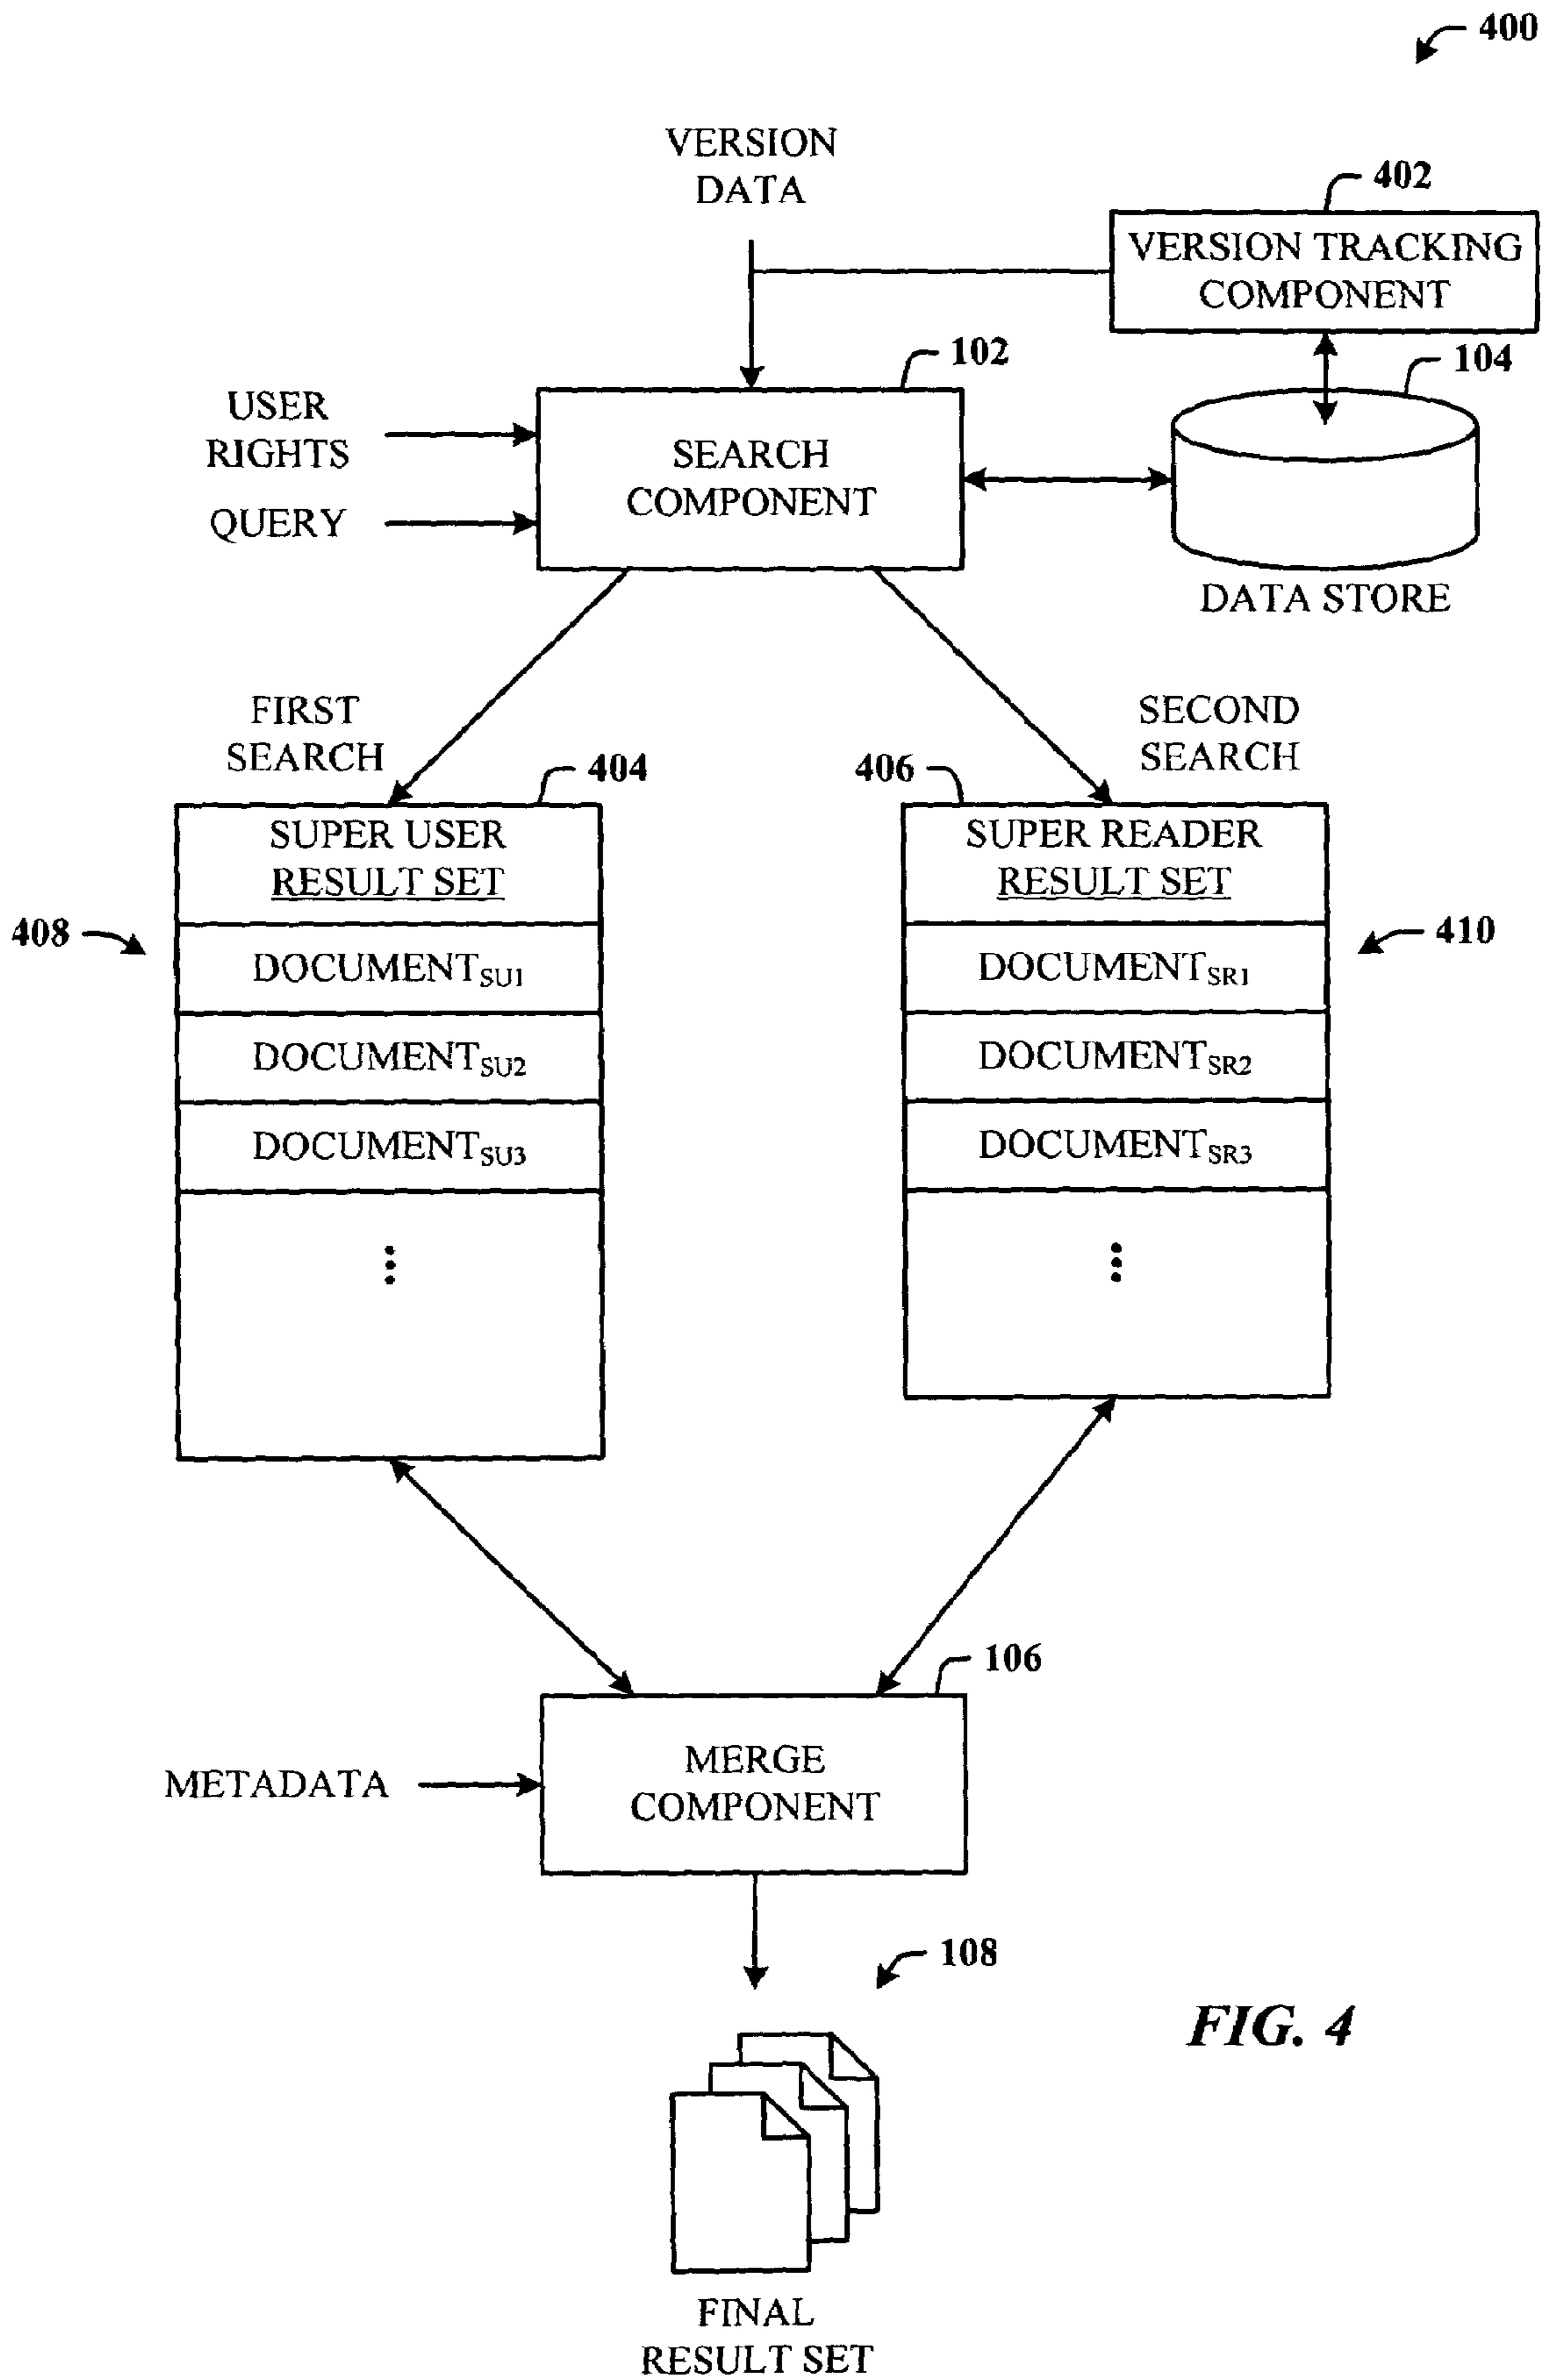 400
VERSION
DATA
402
VERSION TRACKING
COMPONENT
102
104
USER
RIGHTS
SEARCH
COMPONENT
QUERY
DATA STORE
FIRST
SEARCH
SECOND
SEARCH
404
406
SUPER USER
RESULT SET
SUPER READER
RESULT SET
408
410
DOCUMENTSU1
DOCUMENTSR1
DOCUMENTSU2
DOCUMENTSR2
DOCUMENTSU3
DOCUMENTSR3
106
METADATA
MERGE
COMPONENT
108
FIG. 4
FINAL
RESULT SET